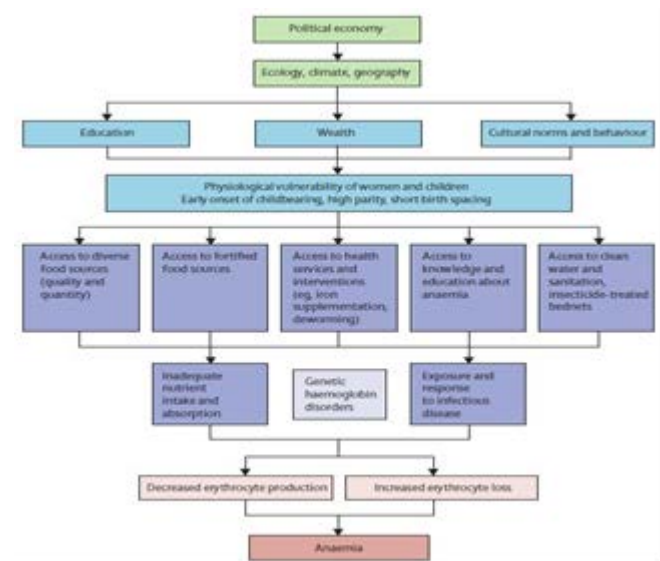 Political economy
Ecology, climate, geography
Education
Wealth
Cultural norms and behaviour
Physiological vulnerability of women and children
Early onset of childbearing, high parity, short birth spacing
Access to diverse
food sources
(quality and
quantity)
Access to fortified
food sources
Access to health
services and
interventions
(eg, iron
supplementation,
deworming)
Access to
knowledge and
education about
anaemia
Access to clean
water and
sanitation,
insecticide-treated
bednets
Inadequate
nutrient
intake and
absorption
Genetic
haemoglobin
disorders
Exposure and
response
to infectious
disease
Decreased erythrocyte production
Increased erythrocyte loss
Anaemia